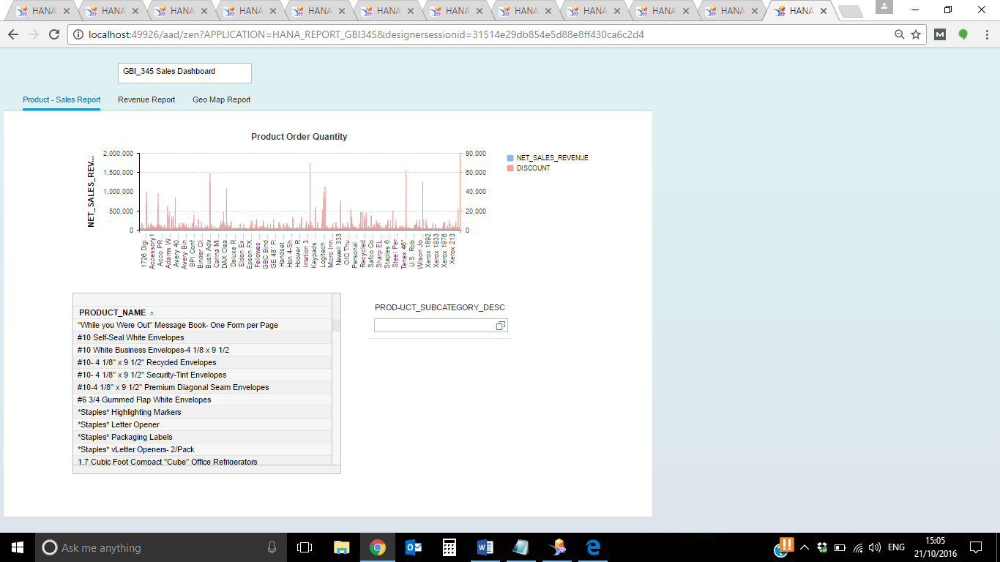 HANA HANA HANA HANA HANA HANA HANA HANA HANA HANA HANA HANA
localhost:49926/aad/zen?APPLICATION=HANA_REPORT_GBI345&designersessionid=31514e29db854e5d88e8ff430ca6c2d4
GBI_345 Sales Dashboard
Product - Sales Report Revenue Report Geo Map Report
Product Order Quantity
NET_SALES_REV...
2,000,000
1,500,000
1,000,000
500,000
0
80,000
60,000
40,000
20,000
0
NET_SALES_REVENUE
DISCOUNT
1726 Digi...
Accessory1
Acco PR...
Adams W...
Avery 40...
Avery Bin...
BPI Conf...
Binder Cli...
Bush Adv...
Carina Mi...
DAX Clea...
Deluxe R...
Eldon Ex...
Epson FX...
Fellowes ...
GBC Bind...
GE 48" Fl...
Handset ...
Hon 4-Sh...
Hoover R...
Imation 3...
Keypads ...
Logitech ...
Micro Inn...
Newell 333
OIC Thu...
Personal ...
Recycled...
Safco Co...
Sharp EL...
Staples 6...
Steel Per...
Tenex 46"...
U.S. Rob...
Wilson Jo...
Xerox 1892
Xerox 1933
Xerox 1976
Xerox 213
PRODUCT_NAME
"While you Were Out" Message Book- One Form per Page
#10 Self-Seal White Envelopes
#10 White Business Envelopes-4 1/8 x 9 1/2
#10- 4 1/8" x 9 1/2" Recycled Envelopes
#10- 4 1/8" x 9 1/2" Security-Tint Envelopes
#10-4 1/8" x 9 1/2" Premium Diagonal Seam Envelopes
#6 3/4 Gummed Flap White Envelopes
*Staples* Highlighting Markers
*Staples* Letter Opener
*Staples* Packaging Labels
*Staples* vLetter Openers- 2/Pack
1.7 Cubic Foot Compact "Cube" Office Refrigerators
PROD-UCT_SUBCATEGORY_DESC
Ask me anything
ENG
15:05
21/10/2016